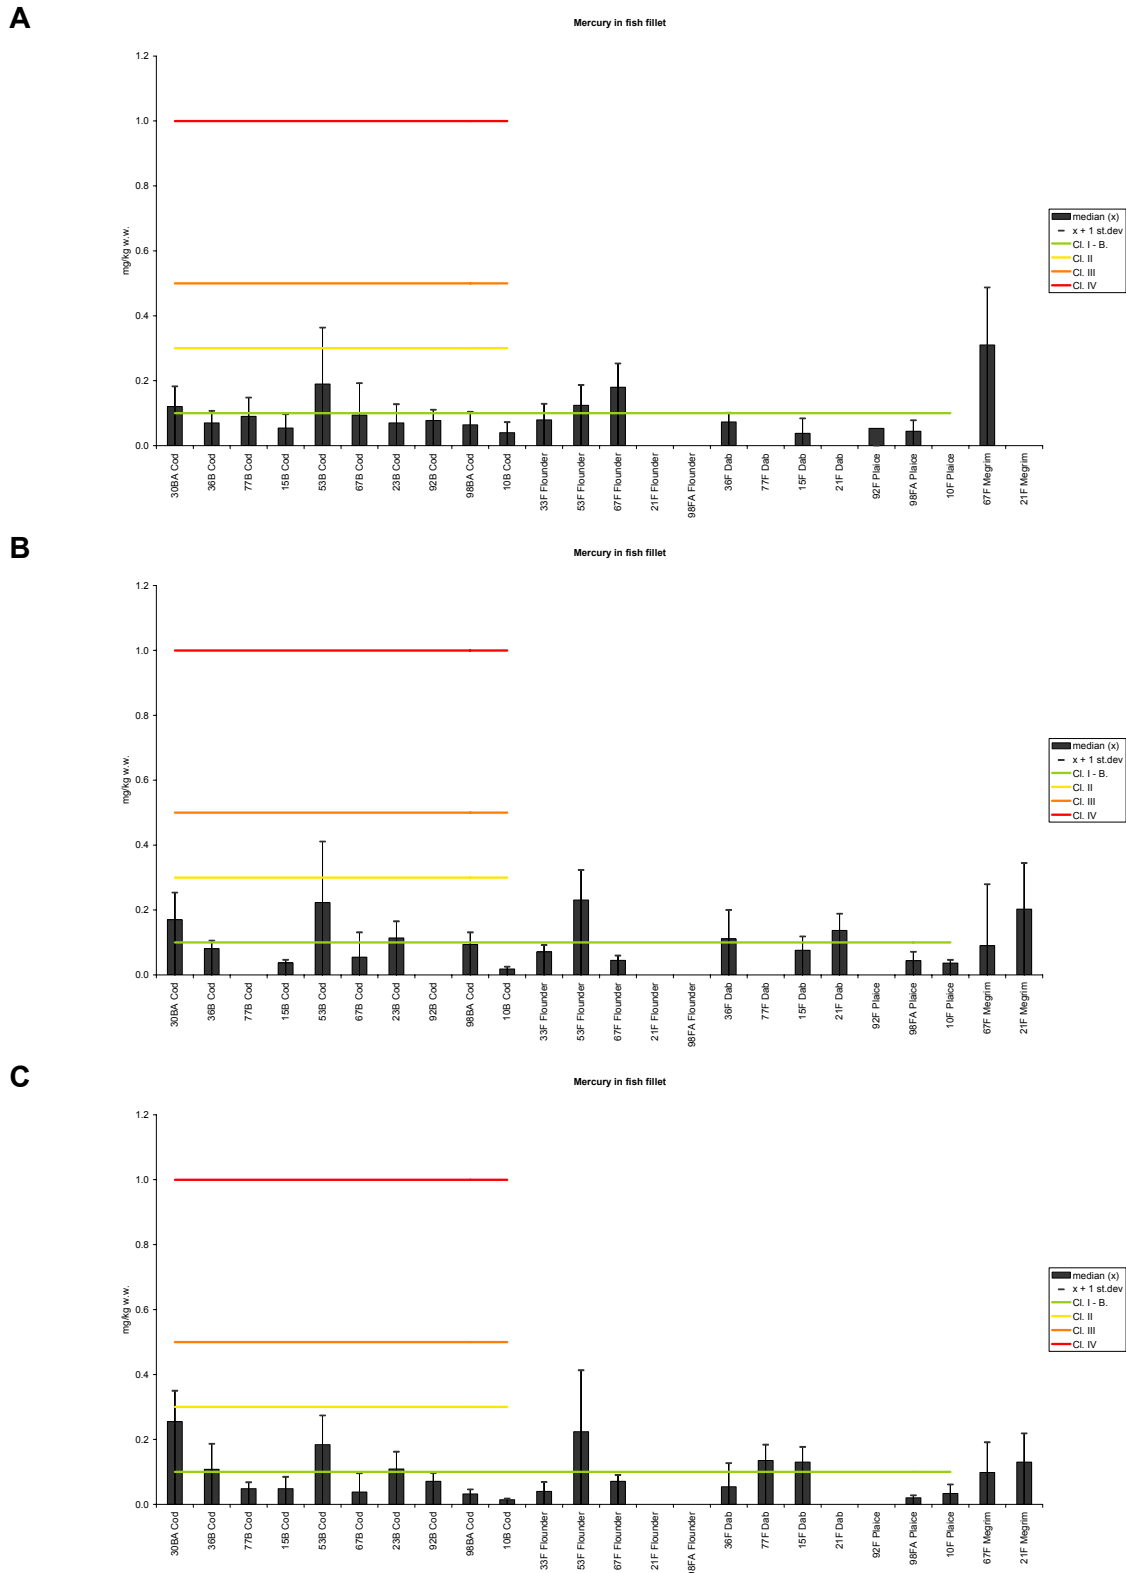 A
Mercury in fish fillet
1.2
1.0
0.8
0.6
0.4
0.2
0.0
mg/kg w.w.
30BA Cod
36B Cod
77B Cod
15B Cod
53B Cod
67B Cod
23B Cod
92B Cod
98BA Cod
10B Cod
33F Flounder
53F Flounder
67F Flounder
21F Flounder
98FA Flounder
36F Dab
77F Dab
15F Dab
21F Dab
92F Plaice
98FA Plaice
10F Plaice
67F Megrim
21F Megrim
median (x)
x + 1 st.dev
Cl. I - B.
Cl. II
Cl. III
Cl. IV
B
Mercury in fish fillet
1.2
1.0
0.8
0.6
0.4
0.2
0.0
mg/kg w.w.
30BA Cod
36B Cod
77B Cod
15B Cod
53B Cod
67B Cod
23B Cod
92B Cod
98BA Cod
10B Cod
33F Flounder
53F Flounder
67F Flounder
21F Flounder
98FA Flounder
36F Dab
77F Dab
15F Dab
21F Dab
92F Plaice
98FA Plaice
10F Plaice
67F Megrim
21F Megrim
median (x)
x + 1 st.dev
Cl. I - B.
Cl. II
Cl. III
Cl. IV
C
Mercury in fish fillet
1.2
1.0
0.8
0.6
0.4
0.2
0.0
mg/kg w.w.
30BA Cod
36B Cod
77B Cod
15B Cod
53B Cod
67B Cod
23B Cod
92B Cod
98BA Cod
10B Cod
33F Flounder
53F Flounder
67F Flounder
21F Flounder
98FA Flounder
36F Dab
77F Dab
15F Dab
21F Dab
92F Plaice
98FA Plaice
10F Plaice
67F Megrim
21F Megrim
median (x)
x + 1 st.dev
Cl. I - B.
Cl. II
Cl. III
Cl. IV